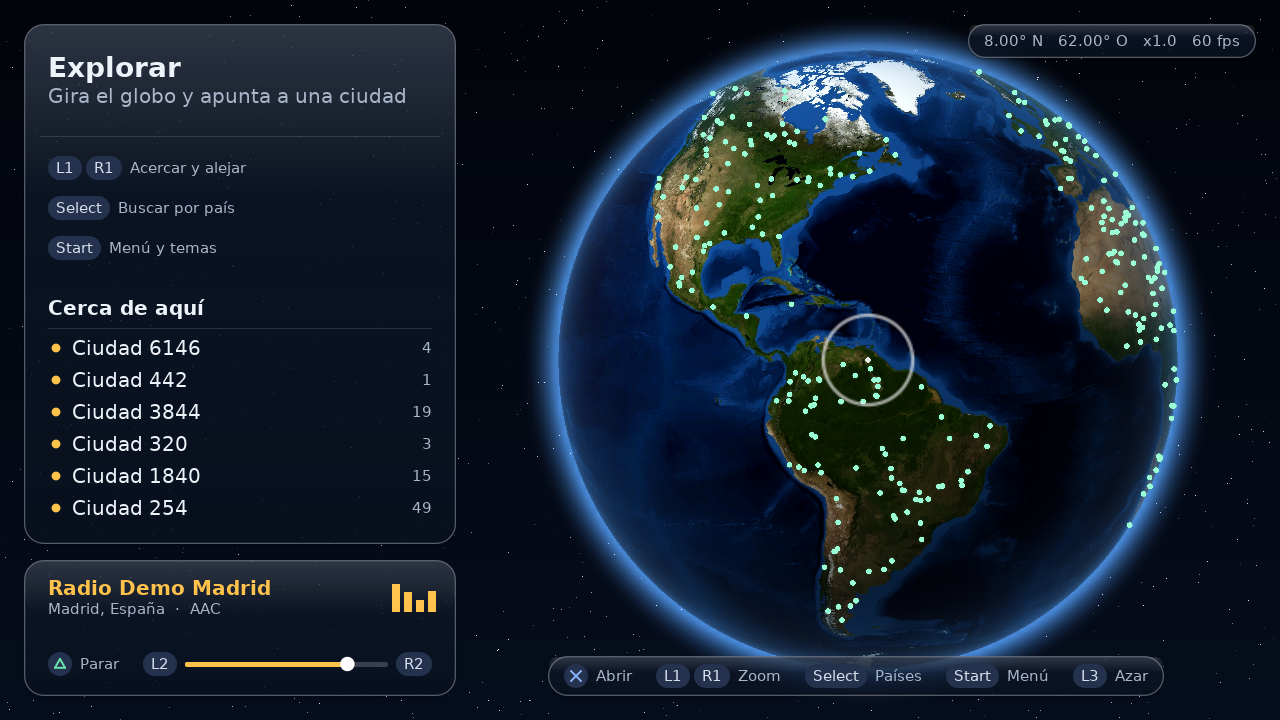 Explorar
Gira el globo y apunta a una ciudad
L1 R1 Acercar y alejar
Select Buscar por país
Start Menú y temas
Cerca de aquí
Ciudad 6146 4
Ciudad 442 1
Ciudad 3844 19
Ciudad 320 3
Ciudad 1840 15
Ciudad 254 49
Radio Demo Madrid
Madrid, España · AAC
Parar L2 R2
8.00° N 62.00° O x1.0 60 fps
Abrir L1 R1 Zoom Select Países Start Menú L3 Azar